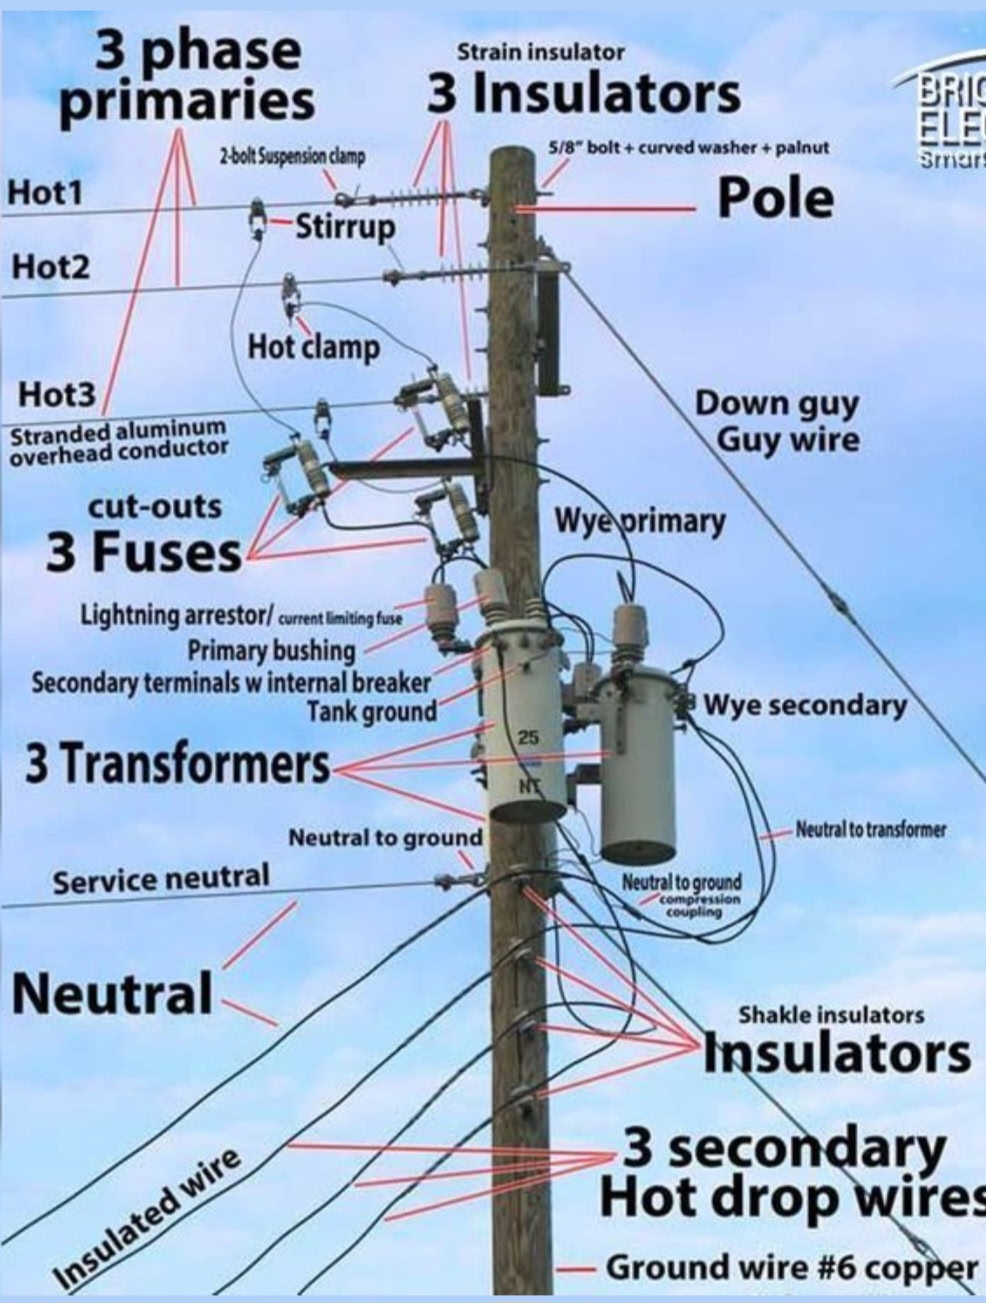 3 phase
primaries
Strain insulator
3 Insulators
BRIG
ELEC
Smart
2-bolt Suspension clamp
5/8” bolt + curved washer + palnut
Hot1
Pole
Stirrup
Hot2
Hot clamp
Hot3
Stranded aluminum
overhead conductor
Down guy
Guy wire
cut-outs
3 Fuses
Wye primary
Lightning arrestor/ current limiting fuse
Primary bushing
Secondary terminals w internal breaker
Tank ground
Wye secondary
25
3 Transformers
NT
Neutral to ground
Neutral to transformer
Service neutral
Neutral to ground
compression
coupling
Neutral
Shakle insulators
Insulators
Insulated wire
3 secondary
Hot drop wires
Ground wire #6 copper